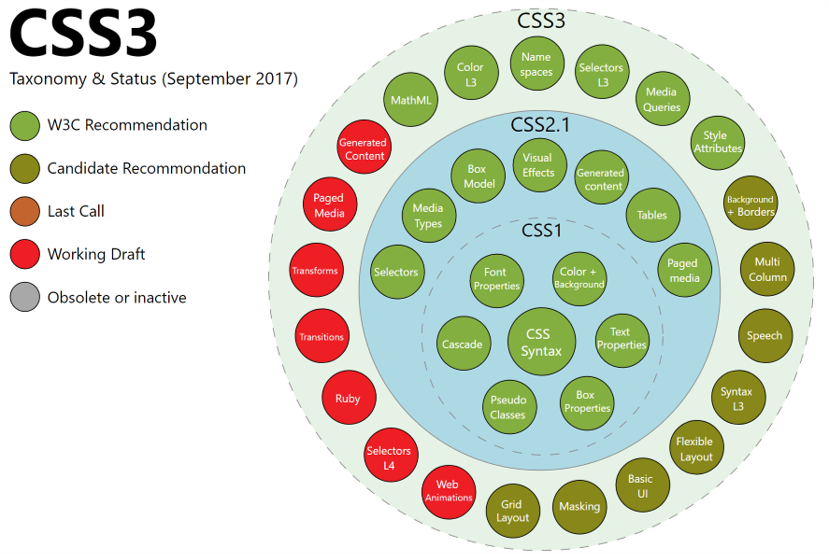 CSS3
Taxonomy & Status (September 2017)
W3C Recommendation
Candidate Recommondation
Last Call
Working Draft
Obsolete or inactive
CSS3
Name
spaces
Color
L3
Selectors
L3
MathML
Media
Queries
Style
Attributes
Generated
Content
Paged
Media
Background
+ Borders
Transforms
Multi
Column
Transitions
Speech
Ruby
Syntax
L3
Selectors
L4
Flexible
Layout
Web
Animations
Basic
UI
Grid
Layout
Masking
CSS2.1
Visual
Effects
Box
Model
Generated
content
Media
Types
Tables
Selectors
Paged
media
CSS1
Font
Properties
Color +
Background
Cascade
CSS
Syntax
Text
Properties
Pseudo
Classes
Box
Properties